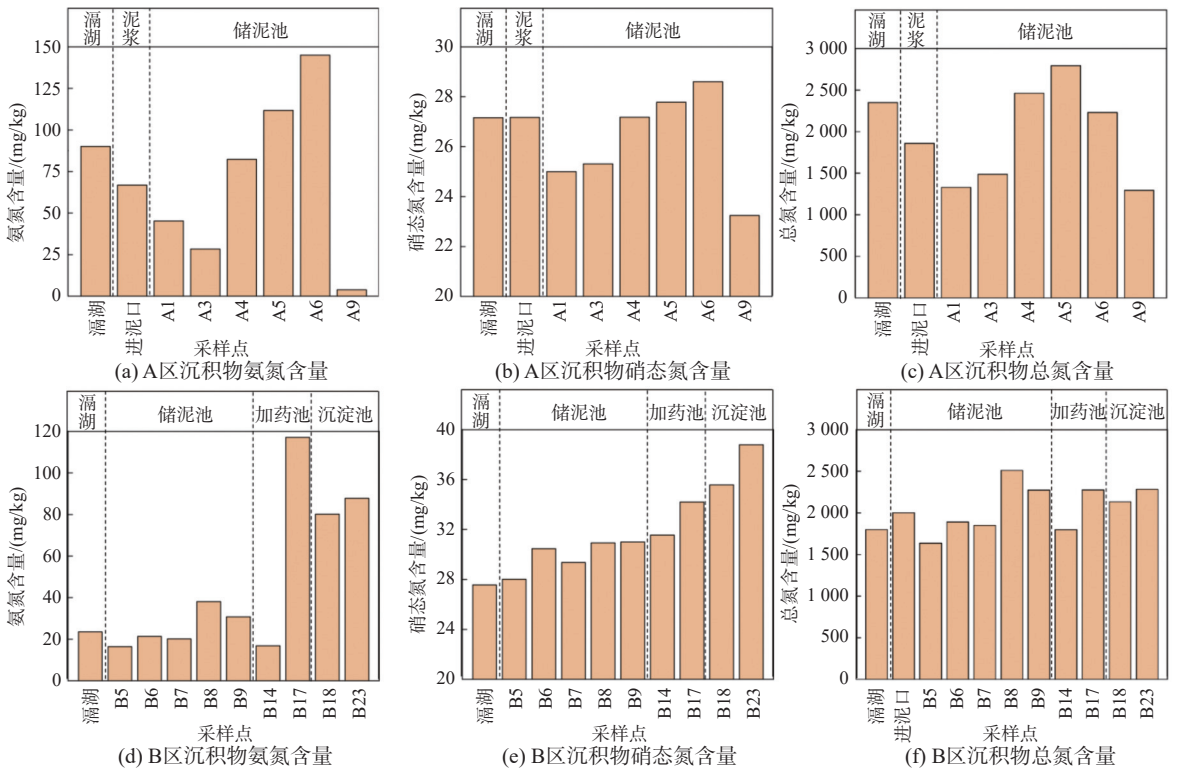 滆湖 泥浆 储泥池
150
125
100
75
50
25
0
氨氮含量/(mg/kg)
滆湖 进泥口 A1 A3 A4 A5 A6 A9
采样点
(a) A区沉积物氨氮含量
滆湖 泥浆 储泥池
30
28
26
24
22
20
硝态氮含量/(mg/kg)
滆湖 进泥口 A1 A3 A4 A5 A6 A9
采样点
(b) A区沉积物硝态氮含量
滆湖 泥浆 储泥池
3 000
2 500
2 000
1 500
1 000
500
0
总氮含量/(mg/kg)
滆湖 进泥口 A1 A3 A4 A5 A6 A9
采样点
(c) A区沉积物总氮含量
滆湖 储泥池 加药池 沉淀池
120
100
80
60
40
20
0
氨氮含量/(mg/kg)
滆湖 B5 B6 B7 B8 B9 B14 B17 B18 B23
采样点
(d) B区沉积物氨氮含量
滆湖 储泥池 加药池 沉淀池
40
36
32
28
24
20
硝态氮含量/(mg/kg)
滆湖 B5 B6 B7 B8 B9 B14 B17 B18 B23
采样点
(e) B区沉积物硝态氮含量
滆湖 储泥池 加药池 沉淀池
3 000
2 500
2 000
1 500
1 000
500
0
总氮含量/(mg/kg)
滆湖 进泥口 B5 B6 B7 B8 B9 B14 B17 B18 B23
采样点
(f) B区沉积物总氮含量